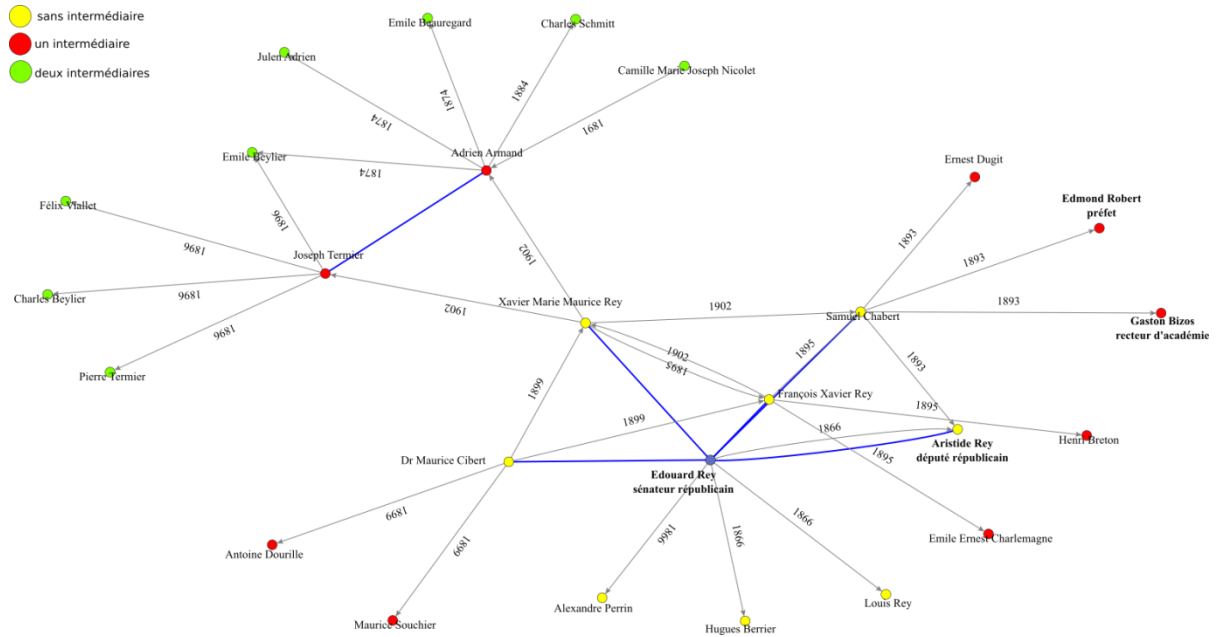 sans intermédiaire
un intermédiaire
deux intermédiaires
Emile Beauregard
Charles Schmitt
Julen Adrien
Camille Marie Joseph Nicolet
1874
1884
1874
1891
Emile Beylier
Adrien Armand
1874
Ernest Dugit
Félix Viallet
1896
Edmond Robert
préfet
1896
Joseph Termier
1902
1893
1893
Charles Beylier
1896
Xavier Marie Maurice Rey
1902
1902
1893
Samuel Chabert
Gaston Bizos
recteur d'académie
1896
Pierre Termier
1902
1895
1895
1893
1899
François Xavier Rey
1895
1899
1866
Henri Breton
Dr Maurice Cibert
Aristide Rey
député républicain
1895
Edouard Rey
sénateur républicain
1899
1899
1866
1866
1866
Antoine Dourille
Emile Ernest Charlemagne
Louis Rey
Alexandre Perrin
Maurice Souchier
Hugues Berrier